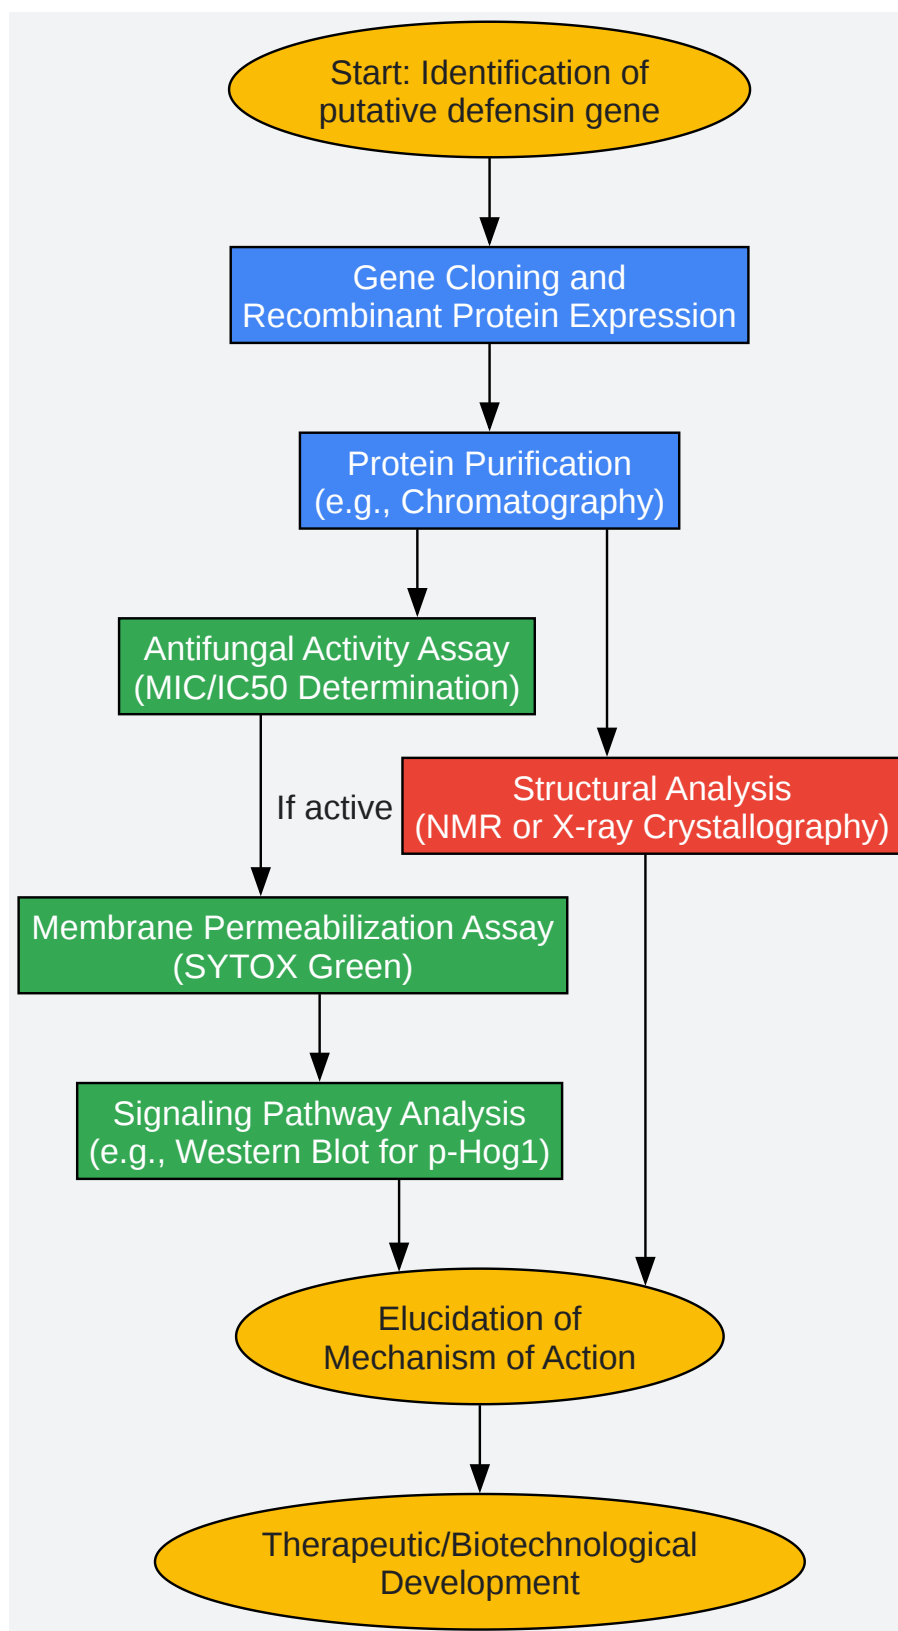 Start: Identification of
putative defensin gene
Gene Cloning and
Recombinant Protein Expression
Protein Purification
(e.g., Chromatography)
Antifungal Activity Assay
(MIC/IC50 Determination)
If active
Structural Analysis
(NMR or X-ray Crystallography)
Membrane Permeabilization Assay
(SYTOX Green)
Signaling Pathway Analysis
(e.g., Western Blot for p-Hog1)
Elucidation of
Mechanism of Action
Therapeutic/Biotechnological
Development